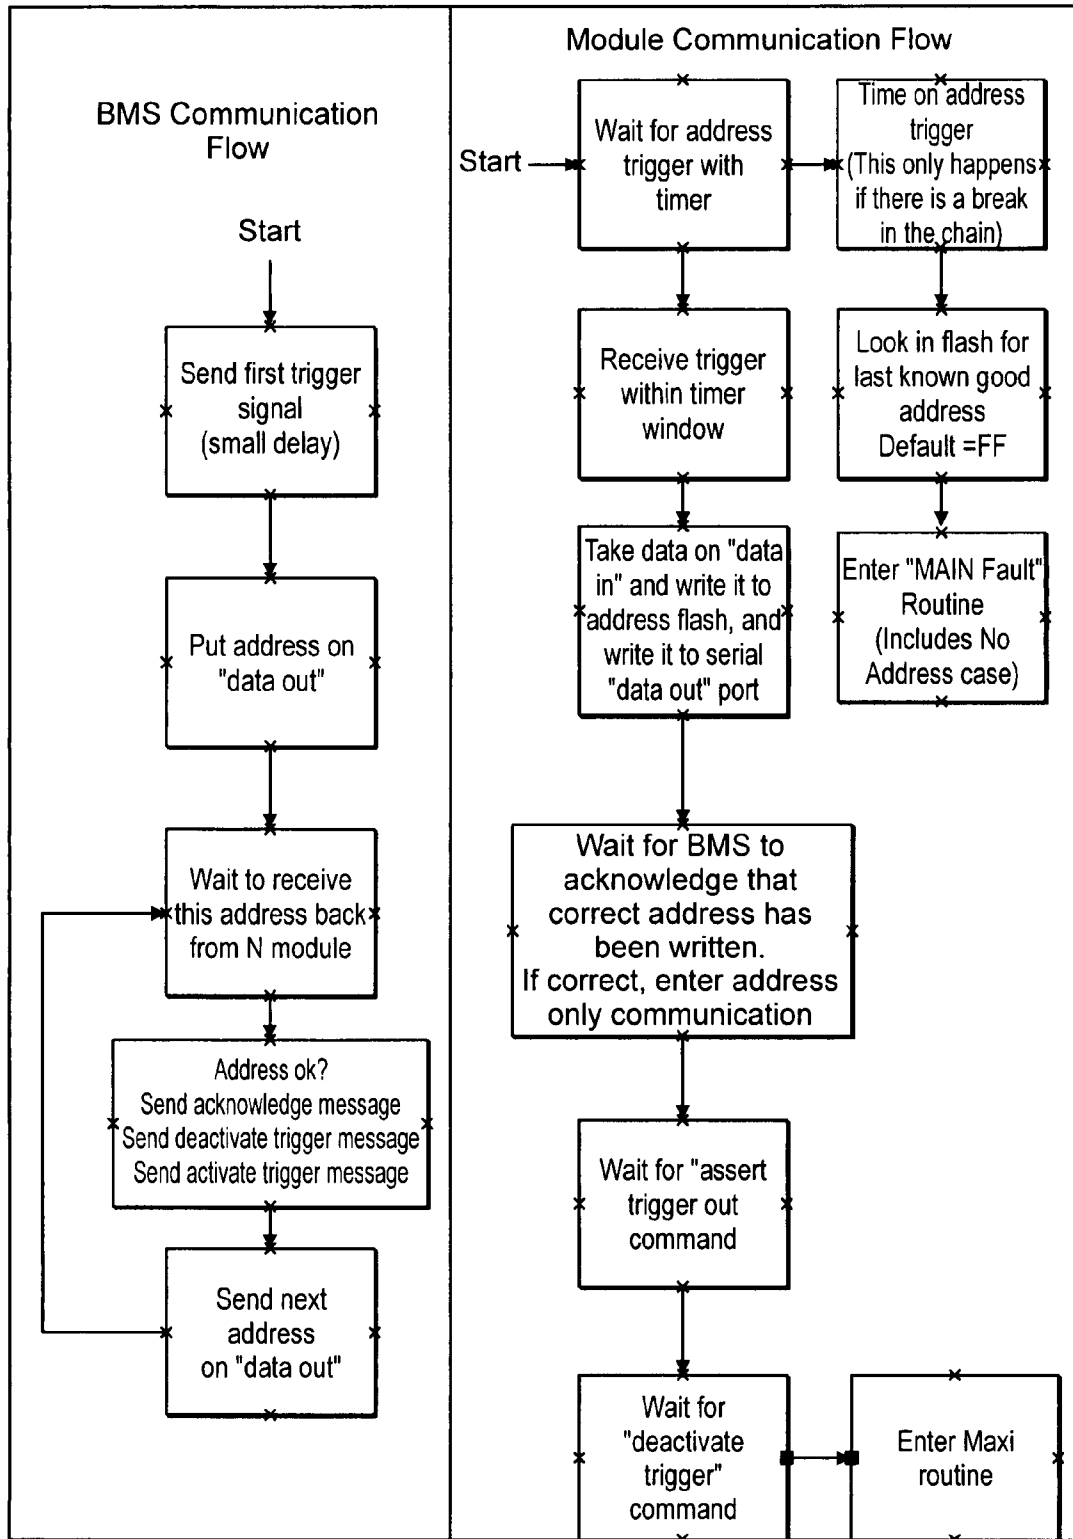 BMS Communication
Flow
Start
Send first trigger
signal
(small delay)
Put address on
"data out"
Wait to receive
this address back
from N module
Address ok?
Send acknowledge message
Send deactivate trigger message
Send activate trigger message
Send next
address
on "data out"
Module Communication Flow
Start
Wait for address
trigger with
timer
Time on address
trigger
(This only happens
if there is a break
in the chain)
Receive trigger
within timer
window
Look in flash for
last known good
address
Default =FF
Take data on "data
in" and write it to
address flash, and
write it to serial
"data out" port
Enter "MAIN Fault"
Routine
(Includes No
Address case)
Wait for BMS to
acknowledge that
correct address has
been written.
If correct, enter address
only communication
Wait for "assert
trigger out
command
Wait for
"deactivate
trigger"
command
Enter Maxi
routine